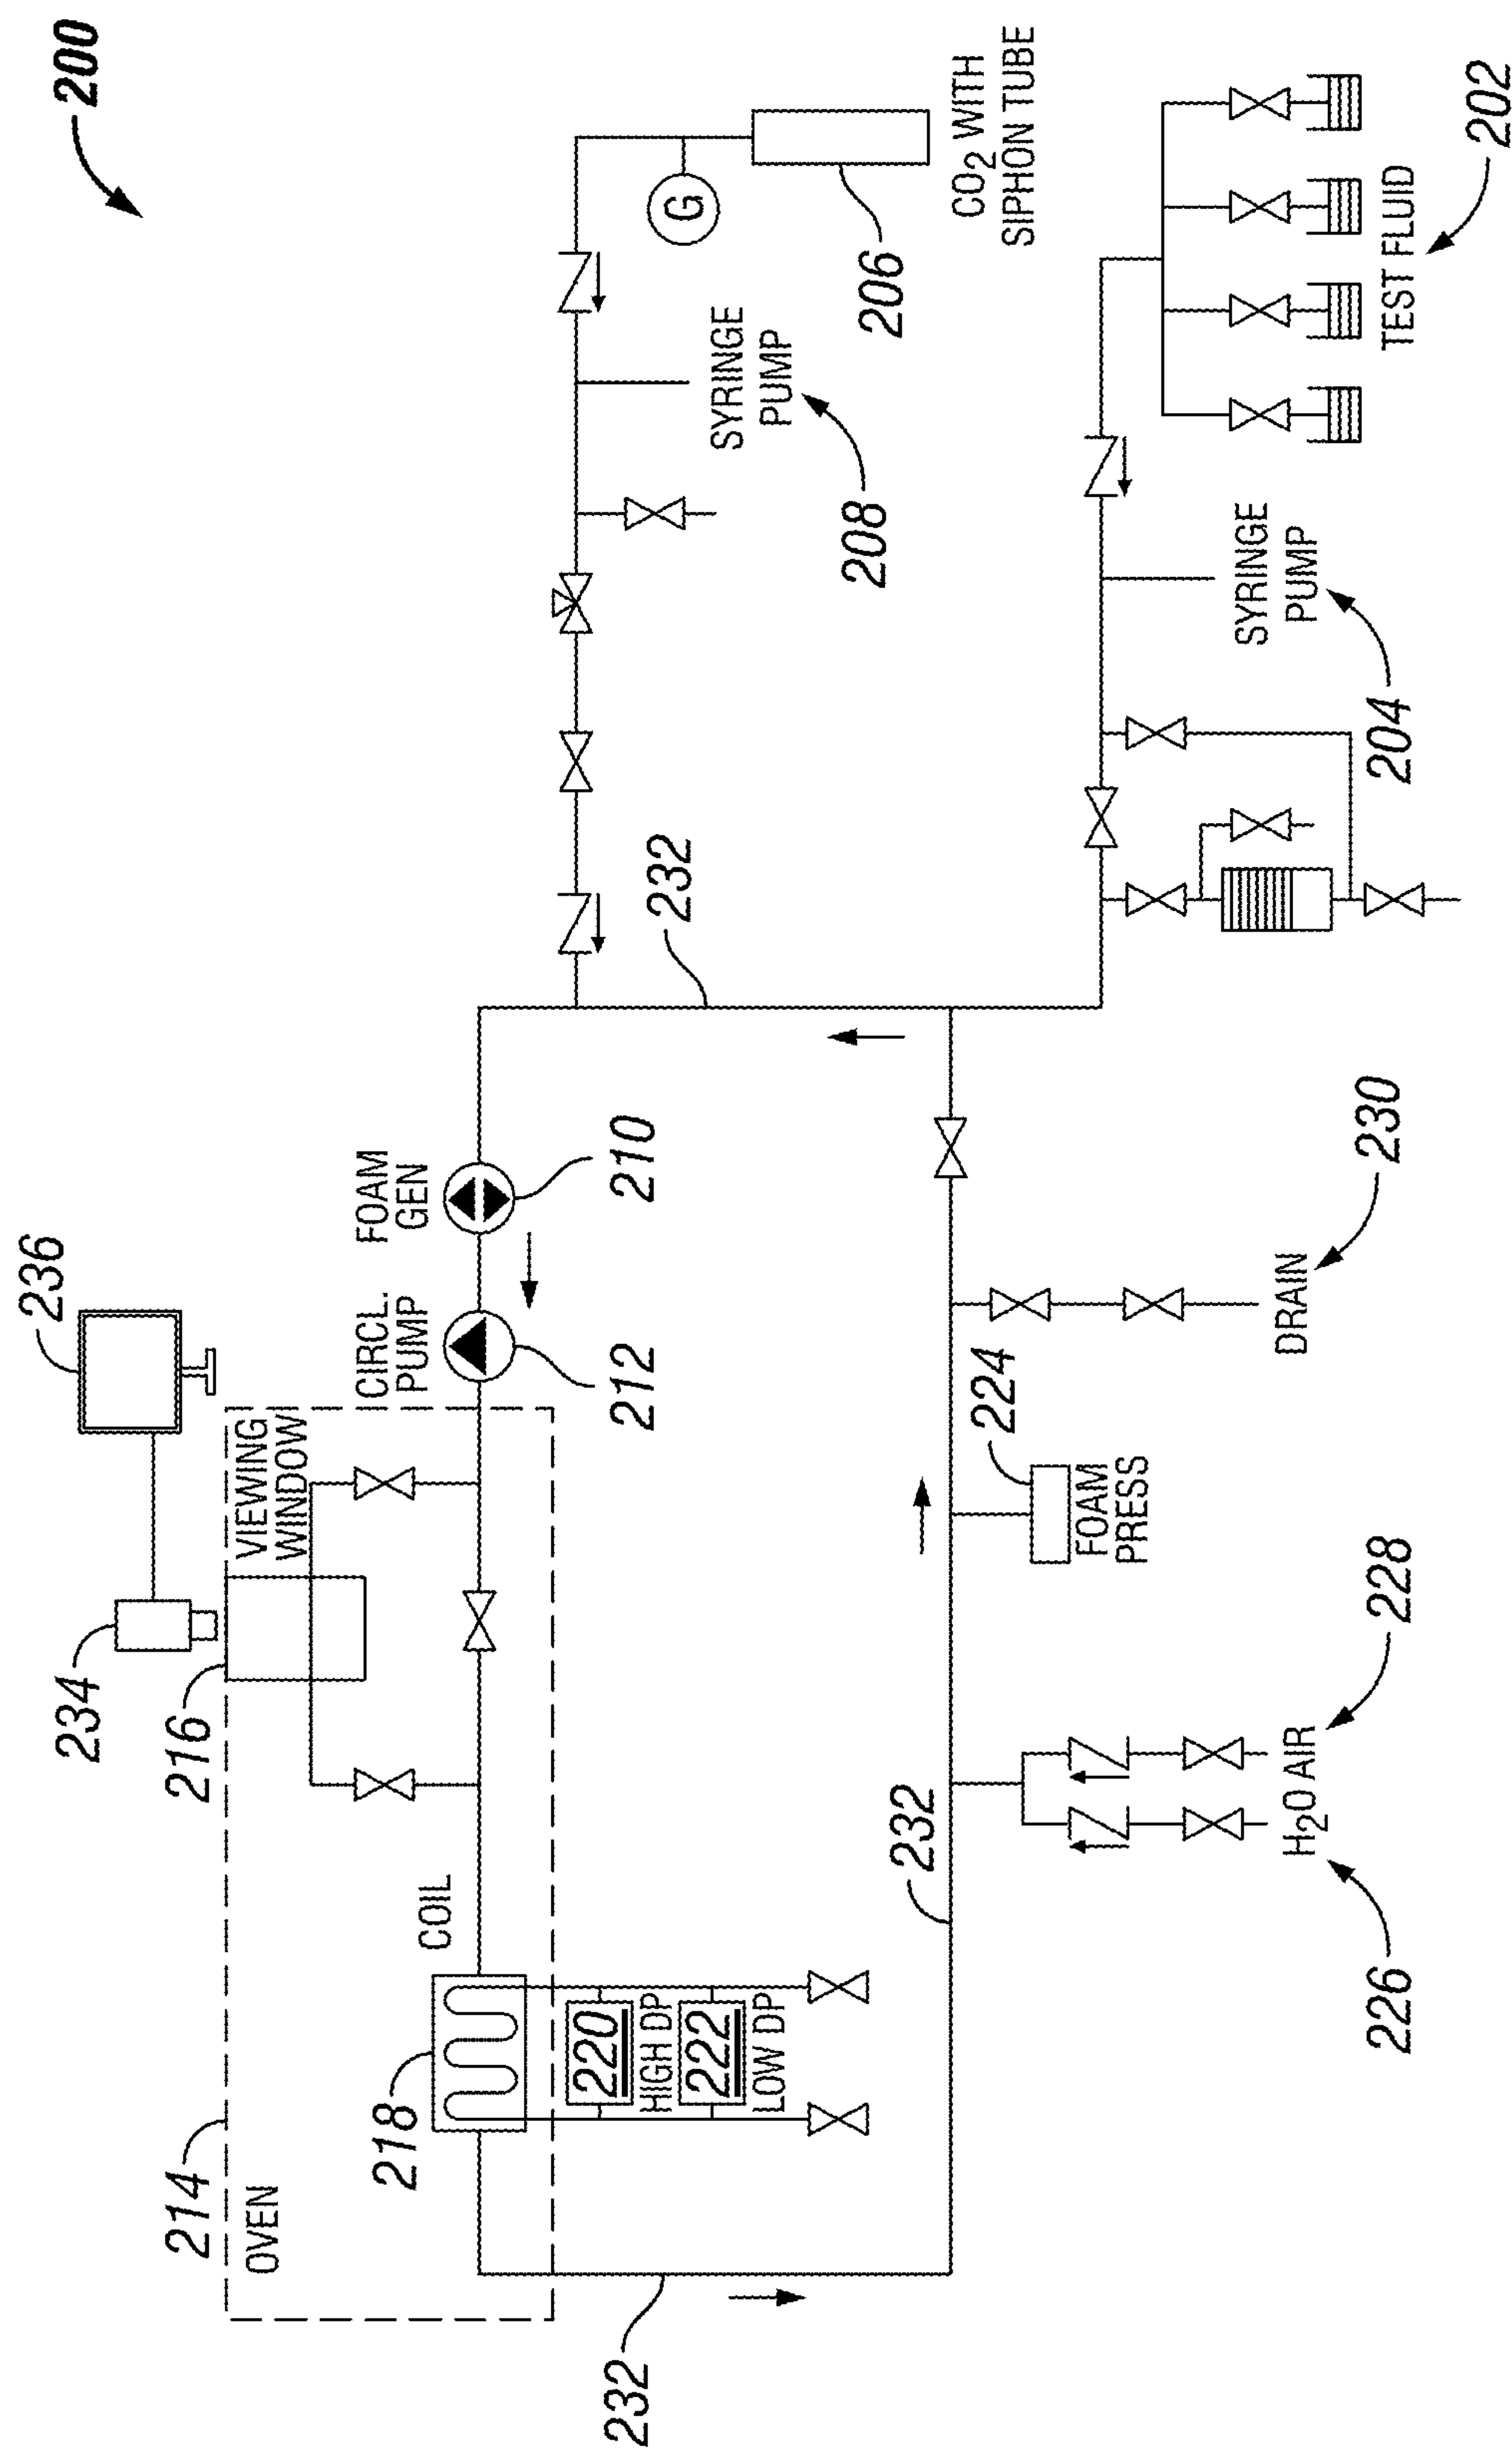 200
236
234
216
VIEWING
WINDOW
CIRCL.
PUMP
FOAM
GEN
210
212
214
OVEN
218
COIL
220
HIGH DP
222
LOW DP
232
232
232
G
206
CO2 WITH
SIPHON TUBE
SYRINGE
PUMP
208
TEST FLUID
202
SYRINGE
PUMP
204
224
FOAM
PRESS
DRAIN
230
H2O AIR
228
226